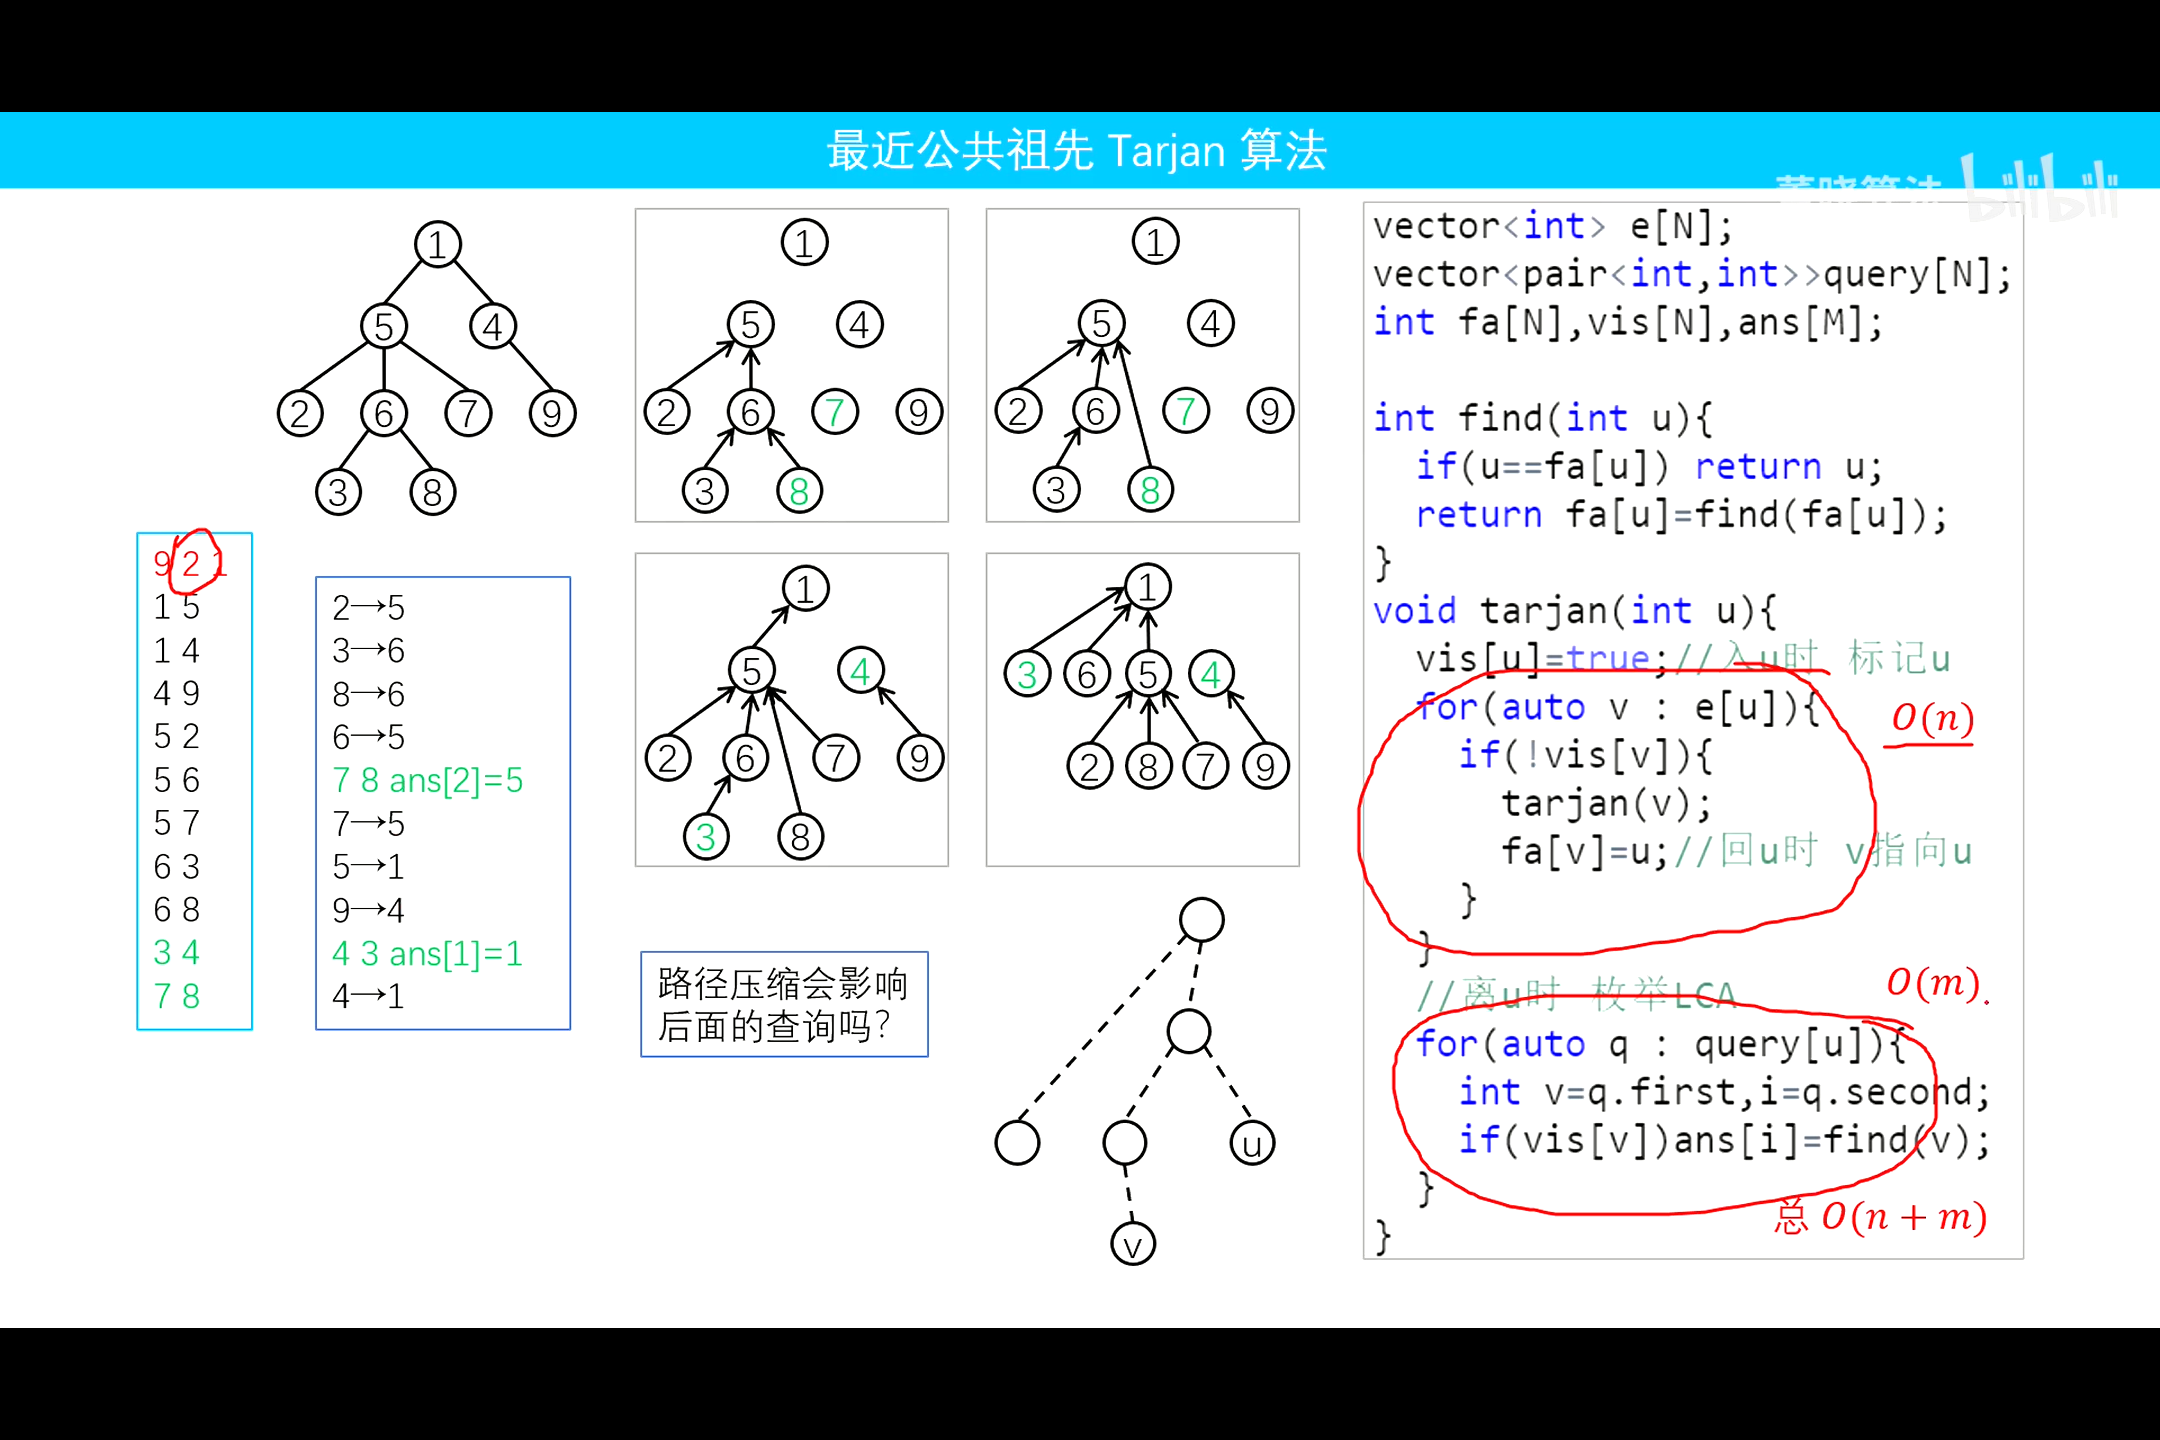 最近公共祖先 Tarjan 算法
董晓算法 bilibili
1
5 4
2 6 7 9
3 8
1
5 4
2 6 7 9
3 8
1
5 4
2 6 7 9
3 8
9 2 1
1 5
1 4
4 9
5 2
5 6
5 7
6 3
6 8
3 4
7 8
2→5
3→6
8→6
6→5
7 8 ans[2]=5
7→5
5→1
9→4
4 3 ans[1]=1
4→1
1
5 4
2 6 7 9
3 8
1
3 6 5 4
2 8 7 9
路径压缩会影响
后面的查询吗？
u
v
vector<int> e[N];
vector<pair<int,int>>query[N];
int fa[N],vis[N],ans[M];
int find(int u){
if(u==fa[u]) return u;
return fa[u]=find(fa[u]);
}
void tarjan(int u){
vis[u]=true;//入u时 标记u
for(auto v : e[u]){
O(n)
if(!vis[v]){
tarjan(v);
fa[v]=u;//回u时 v指向u
}
}
O(m).
//离u时 枚举LCA
for(auto q : query[u]){
int v=q.first,i=q.second;
if(vis[v])ans[i]=find(v);
}
总 O(n + m)
}